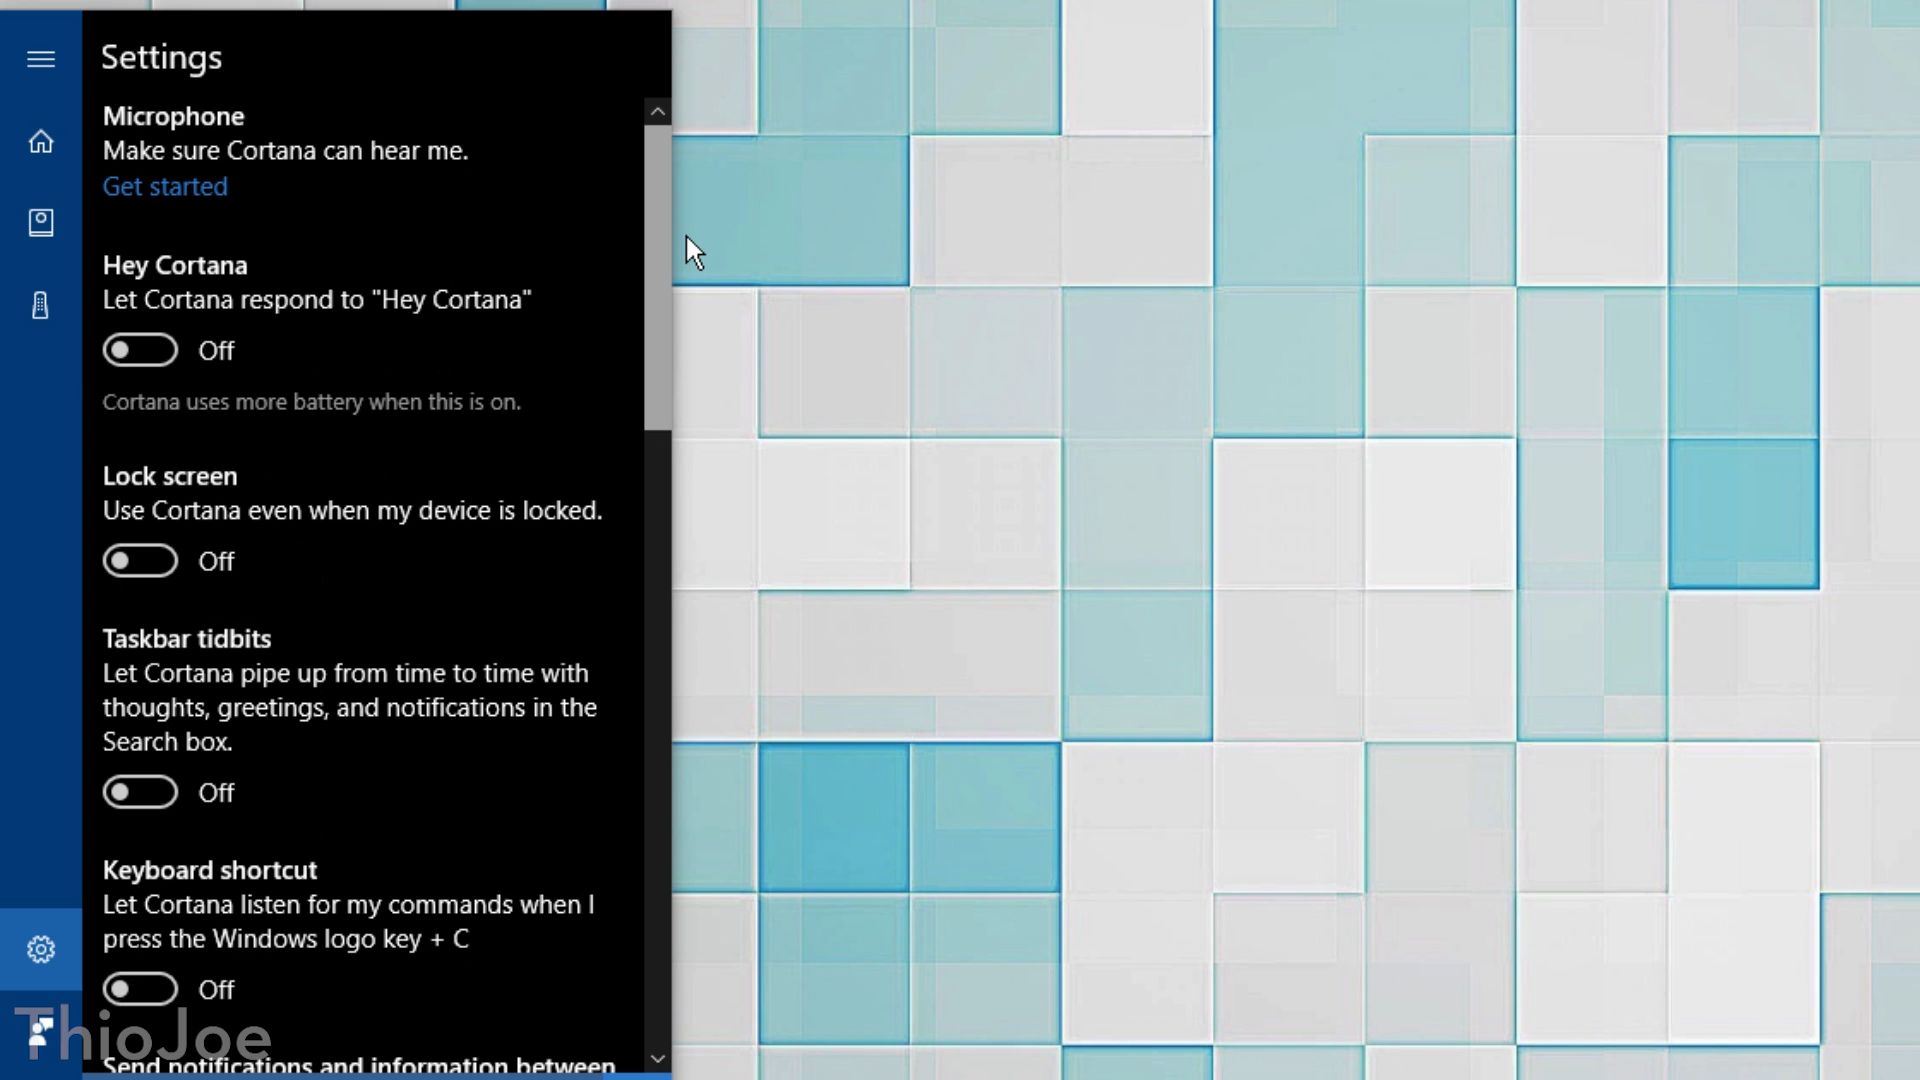 Settings
Microphone
Make sure Cortana can hear me.
Get started
Hey Cortana
Let Cortana respond to "Hey Cortana"
Off
Cortana uses more battery when this is on.
Lock screen
Use Cortana even when my device is locked.
Off
Taskbar tidbits
Let Cortana pipe up from time to time with
thoughts, greetings, and notifications in the
Search box.
Off
Keyboard shortcut
Let Cortana listen for my commands when I
press the Windows logo key + C
Off
ThioJoe
Send notifications and information between